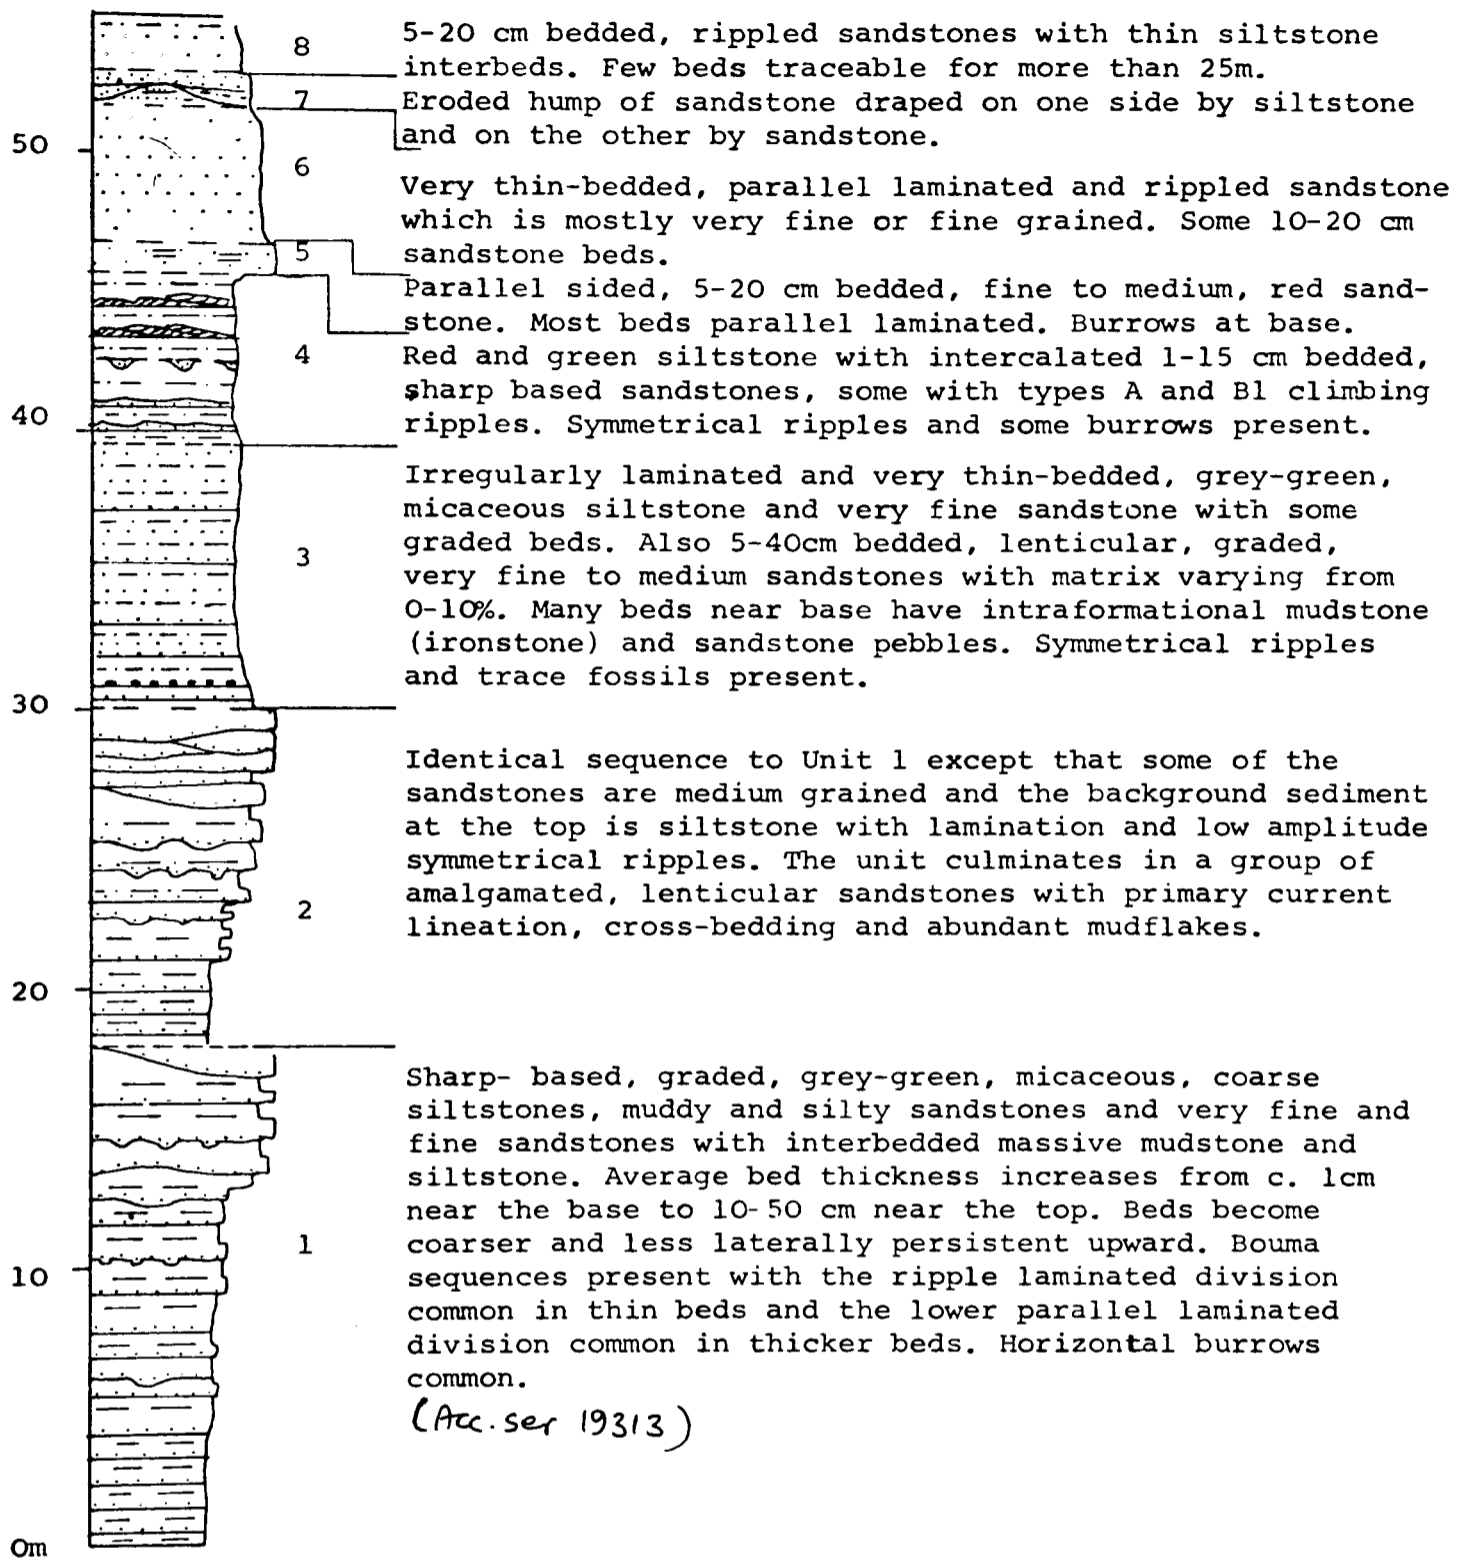 8
5-20 cm bedded, rippled sandstones with thin siltstone
interbeds. Few beds traceable for more than 25m.
7
Eroded hump of sandstone draped on one side by siltstone
and on the other by sandstone.
50
6
Very thin-bedded, parallel laminated and rippled sandstone
which is mostly very fine or fine grained. Some 10-20 cm
sandstone beds.
5
Parallel sided, 5-20 cm bedded, fine to medium, red sand-
stone. Most beds parallel laminated. Burrows at base.
4
Red and green siltstone with intercalated 1-15 cm bedded,
sharp based sandstones, some with types A and B1 climbing
ripples. Symmetrical ripples and some burrows present.
40
3
Irregularly laminated and very thin-bedded, grey-green,
micaceous siltstone and very fine sandstone with some
graded beds. Also 5-40cm bedded, lenticular, graded,
very fine to medium sandstones with matrix varying from
0-10%. Many beds near base have intraformational mudstone
(ironstone) and sandstone pebbles. Symmetrical ripples
and trace fossils present.
30
2
Identical sequence to Unit 1 except that some of the
sandstones are medium grained and the background sediment
at the top is siltstone with lamination and low amplitude
symmetrical ripples. The unit culminates in a group of
amalgamated, lenticular sandstones with primary current
lineation, cross-bedding and abundant mudflakes.
20
1
Sharp- based, graded, grey-green, micaceous, coarse
siltstones, muddy and silty sandstones and very fine and
fine sandstones with interbedded massive mudstone and
siltstone. Average bed thickness increases from c. 1cm
near the base to 10-50 cm near the top. Beds become
coarser and less laterally persistent upward. Bouma
sequences present with the ripple laminated division
common in thin beds and the lower parallel laminated
division common in thicker beds. Horizontal burrows
common.
(Acc. ser 19313)
10
0m